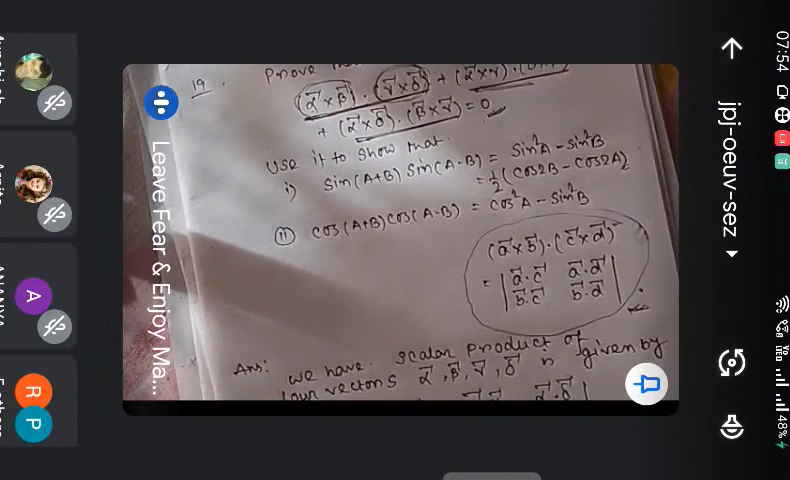 07:54
jpj-oeuv-sez
48%
Leave Fear & Enjoy Ma...
A
ANANYA
R
P
19.
Prove
(α⃗×β⃗).(γ⃗×δ⃗) + (α⃗×γ⃗).
+ (α⃗×δ⃗).(β⃗×γ⃗) = 0
Use it to show that
i) sin(A+B) sin(A-B) = sin²A - sin²B
= 1/2 (cos2B - cos2A)
(ii) cos(A+B)cos(A-B) = cos²A - sin²B
(a⃗×b⃗).(c⃗×d⃗)
= | a⃗.c⃗ a⃗.d⃗ |
| b⃗.c⃗ b⃗.d⃗ |
Ans: we have scalar product of
four vectors α⃗, β⃗, γ⃗, δ⃗ is given by
α⃗.δ⃗ |